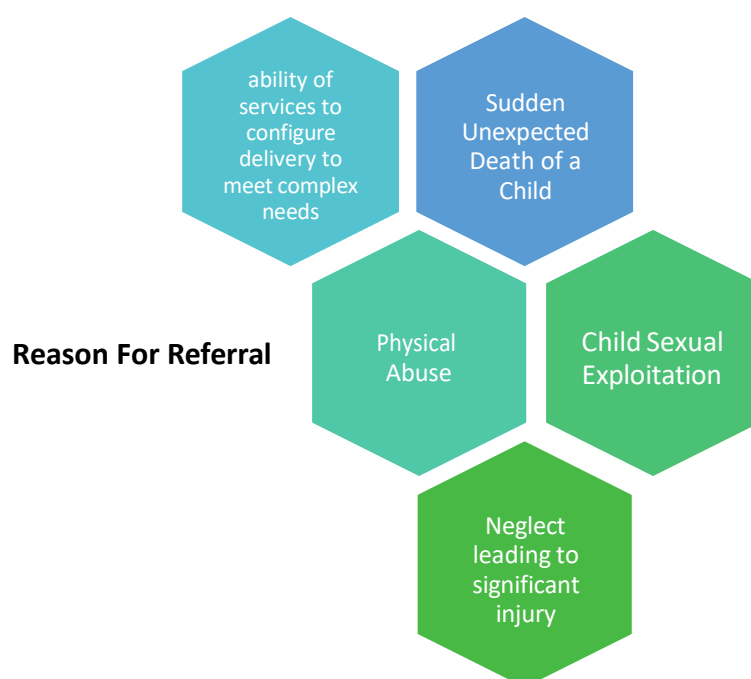 ability of
services to
configure
delivery to
meet complex
needs
Sudden
Unexpected
Death of a
Child
Reason For Referral
Physical
Abuse
Child Sexual
Exploitation
Neglect
leading to
significant
injury